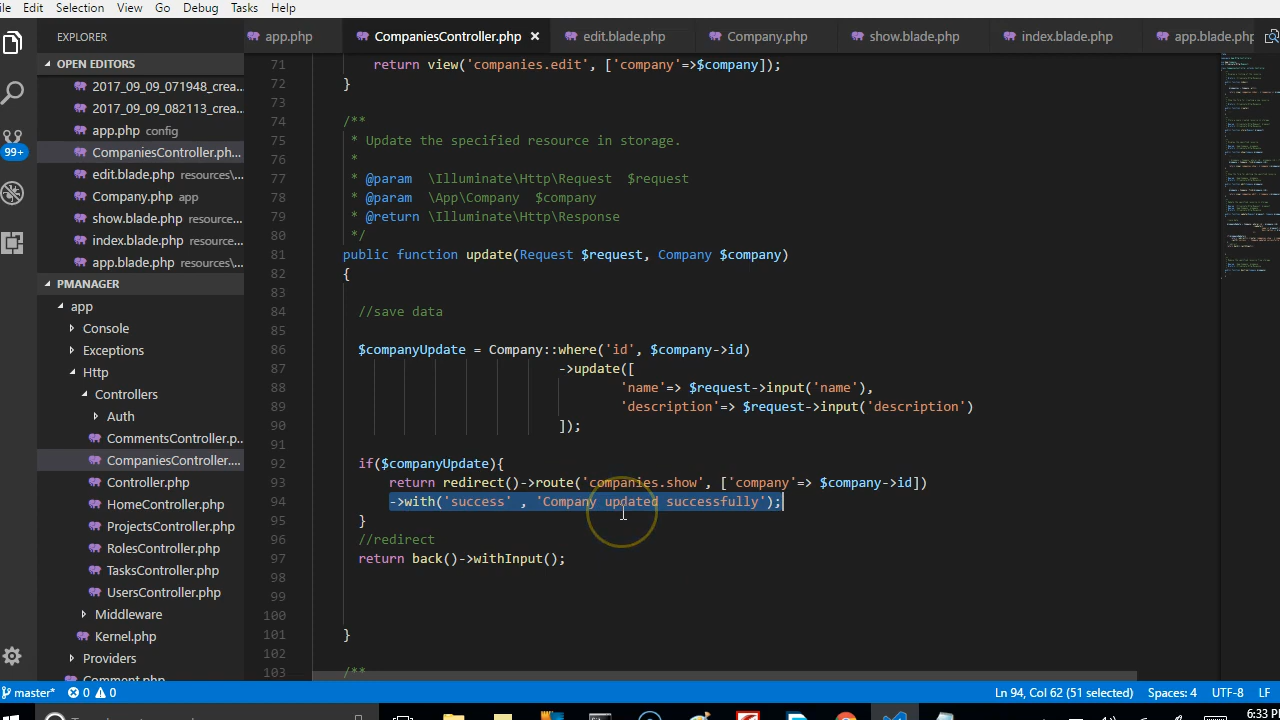 File Edit Selection View Go Debug Tasks Help
EXPLORER
app.php
CompaniesController.php
edit.blade.php
Company.php
show.blade.php
index.blade.php
app.blade.php
OPEN EDITORS
2017_09_09_071948_crea...
2017_09_09_082113_crea...
app.php config
CompaniesController.ph...
edit.blade.php resources\...
Company.php app
show.blade.php resource...
index.blade.php resource...
app.blade.php resources\...
PMANAGER
app
Console
Exceptions
Http
Controllers
Auth
CommentsController.p...
CompaniesController....
Controller.php
HomeController.php
ProjectsController.php
RolesController.php
TasksController.php
UsersController.php
Middleware
Kernel.php
Providers
Comment.php
99+
71 return view('companies.edit', ['company'=>$company]);
72 }
73
74 /**
75 * Update the specified resource in storage.
76 *
77 * @param \Illuminate\Http\Request $request
78 * @param \App\Company $company
79 * @return \Illuminate\Http\Response
80 */
81 public function update(Request $request, Company $company)
82 {
83
84 //save data
85
86 $companyUpdate = Company::where('id', $company->id)
87 ->update([
88 'name'=> $request->input('name'),
89 'description'=> $request->input('description')
90 ]);
91
92 if($companyUpdate){
93 return redirect()->route('companies.show', ['company'=> $company->id])
94 ->with('success' , 'Company updated successfully');
95 }
96 //redirect
97 return back()->withInput();
98
99
100
101 }
102
103 /**
master* 0 0
Ln 94, Col 62 (51 selected) Spaces: 4 UTF-8 LF
6:33 P